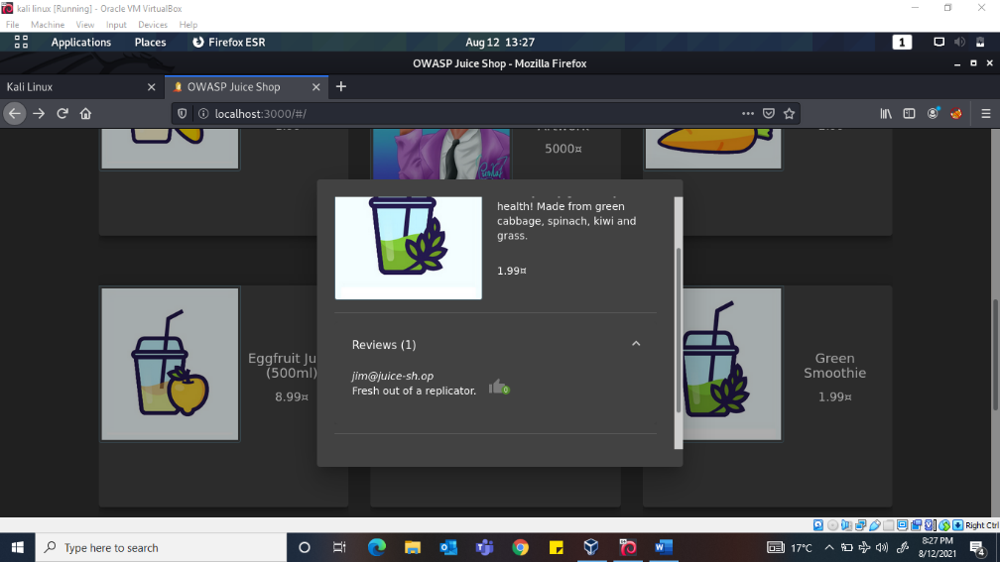 kali linux [Running] - Oracle VM VirtualBox
File Machine View Input Devices Help
Applications Places Firefox ESR Aug 12 13:27 1
OWASP Juice Shop - Mozilla Firefox
Kali Linux OWASP Juice Shop
localhost:3000/#/
5000¤
health! Made from green
cabbage, spinach, kiwi and
grass.
1.99¤
Reviews (1)
jim@juice-sh.op
Fresh out of a replicator.
0
Eggfruit Ju
(500ml)
8.99¤
Green
Smoothie
1.99¤
Right Ctrl
Type here to search
17°C
8:27 PM
8/12/2021
4